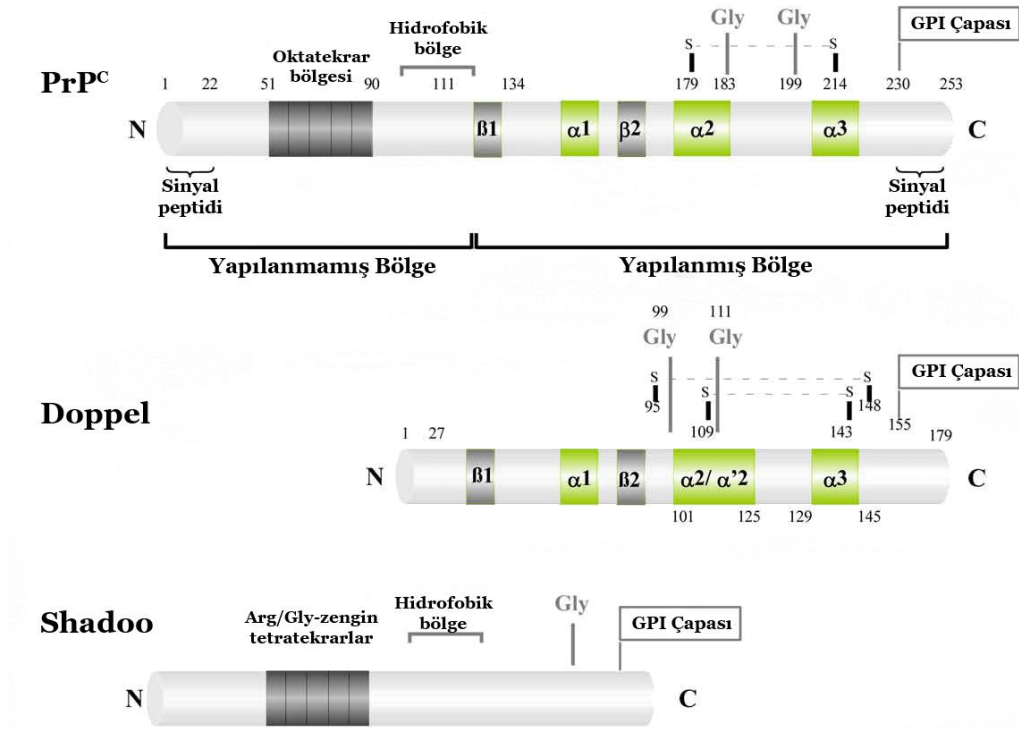 Gly Gly
GPI Çapası
Hidrofobik
bölge
S S
Oktatekrar
bölgesi
PrPᶜ
1 22 51 90 111 134 179 183 199 214 230 253
N ß1 α1 β2 α2 α3 C
Sinyal
peptidi
Sinyal
peptidi
Yapılanmamış Bölge Yapılanmış Bölge
99 111
Gly Gly
GPI Çapası
S S
S S
Doppel
95 148
1 27 109 143 155 179
N ß1 α1 ß2 α2/ α’2 α3 C
101 125 129 145
Shadoo
Arg/Gly-zengin
tetratekrarlar
Hidrofobik
bölge
Gly
GPI Çapası
N C